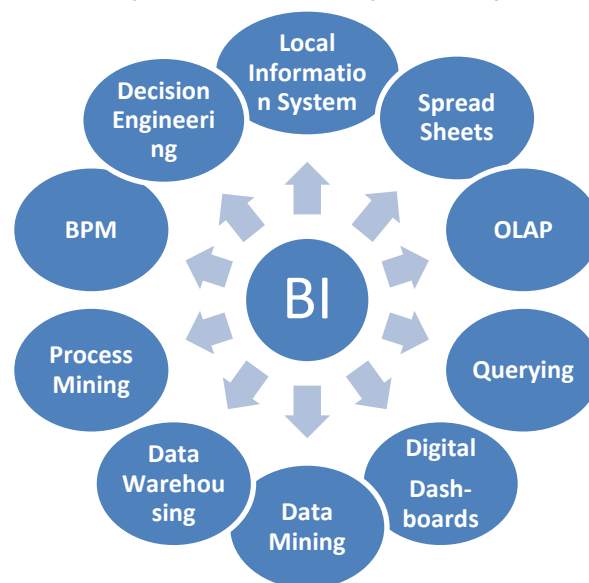 Local
Informatio
n System
Spread
Sheets
OLAP
Querying
Digital
Dash-
boards
Data
Mining
Data
Warehou
sing
Process
Mining
BPM
Decision
Engineeri
ng
BI